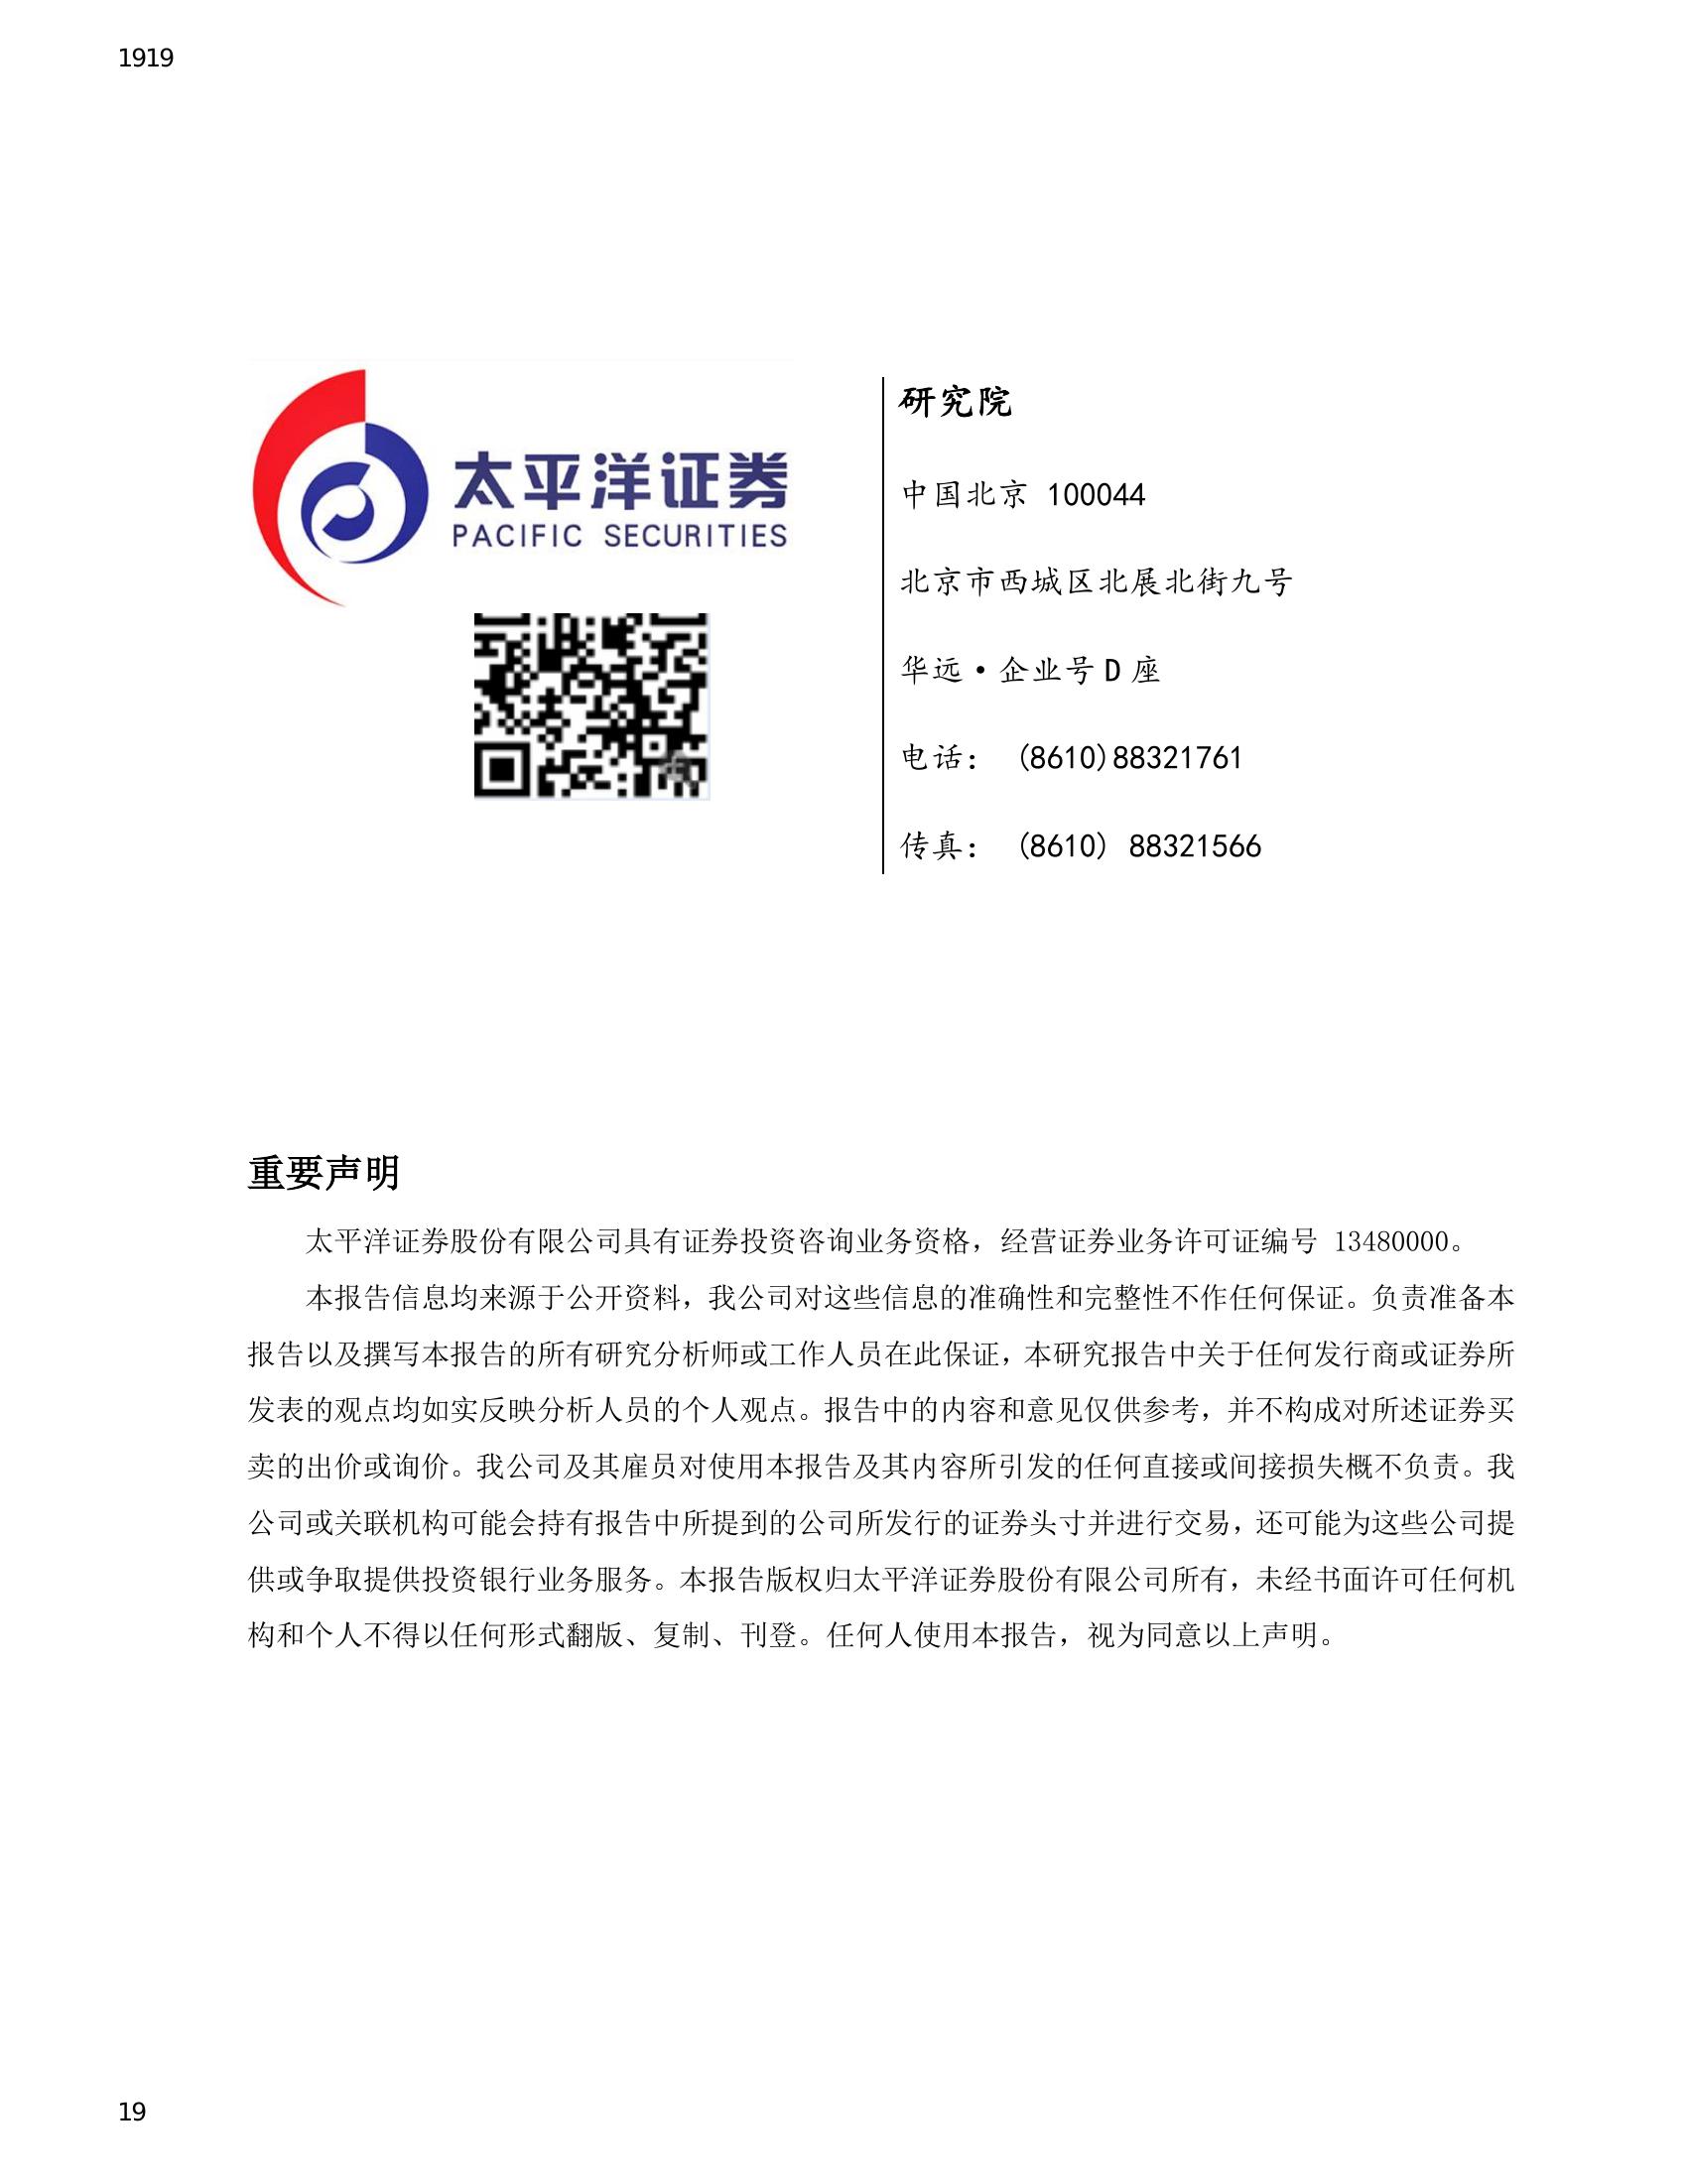 1919
太平洋证券
PACIFIC SECURITIES
研究院
中国北京 100044
北京市西城区北展北街九号
华远·企业号 D 座
电话： (8610)88321761
传真： (8610) 88321566
重要声明
太平洋证券股份有限公司具有证券投资咨询业务资格，经营证券业务许可证编号 13480000。
本报告信息均来源于公开资料，我公司对这些信息的准确性和完整性不作任何保证。负责准备本
报告以及撰写本报告的所有研究分析师或工作人员在此保证，本研究报告中关于任何发行商或证券所
发表的观点均如实反映分析人员的个人观点。报告中的内容和意见仅供参考，并不构成对所述证券买
卖的出价或询价。我公司及其雇员对使用本报告及其内容所引发的任何直接或间接损失概不负责。我
公司或关联机构可能会持有报告中所提到的公司所发行的证券头寸并进行交易，还可能为这些公司提
供或争取提供投资银行业务服务。本报告版权归太平洋证券股份有限公司所有，未经书面许可任何机
构和个人不得以任何形式翻版、复制、刊登。任何人使用本报告，视为同意以上声明。
19